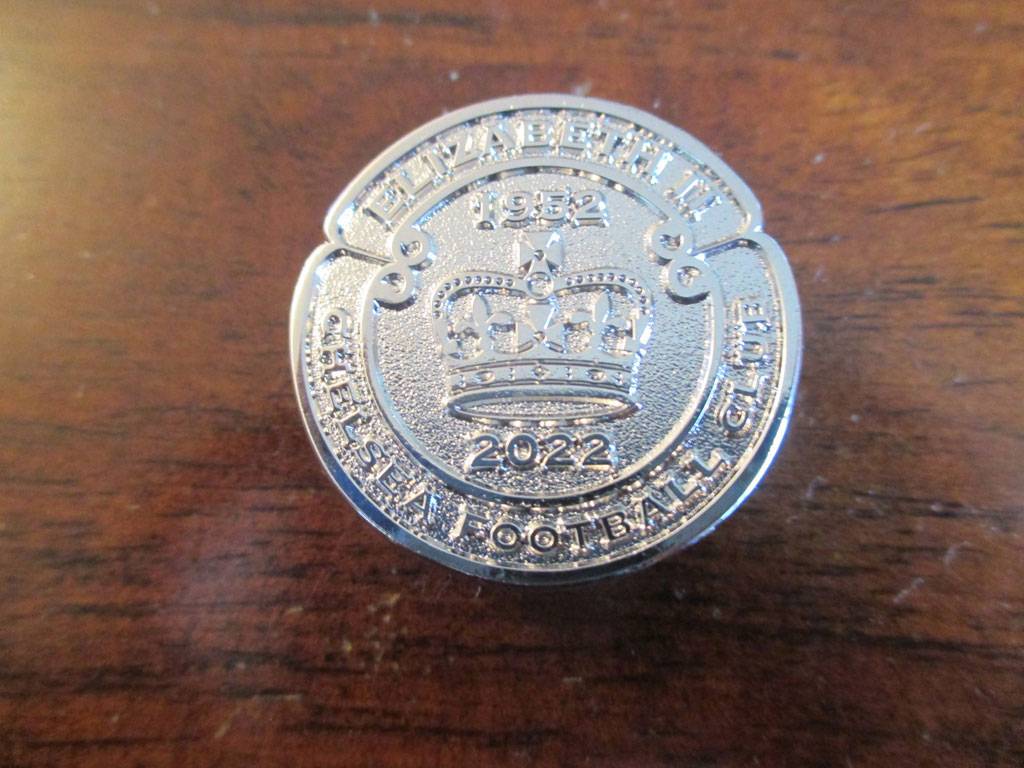 ELIZABETH II
1952
2022
CHELSEA FOOTBALL CLUB